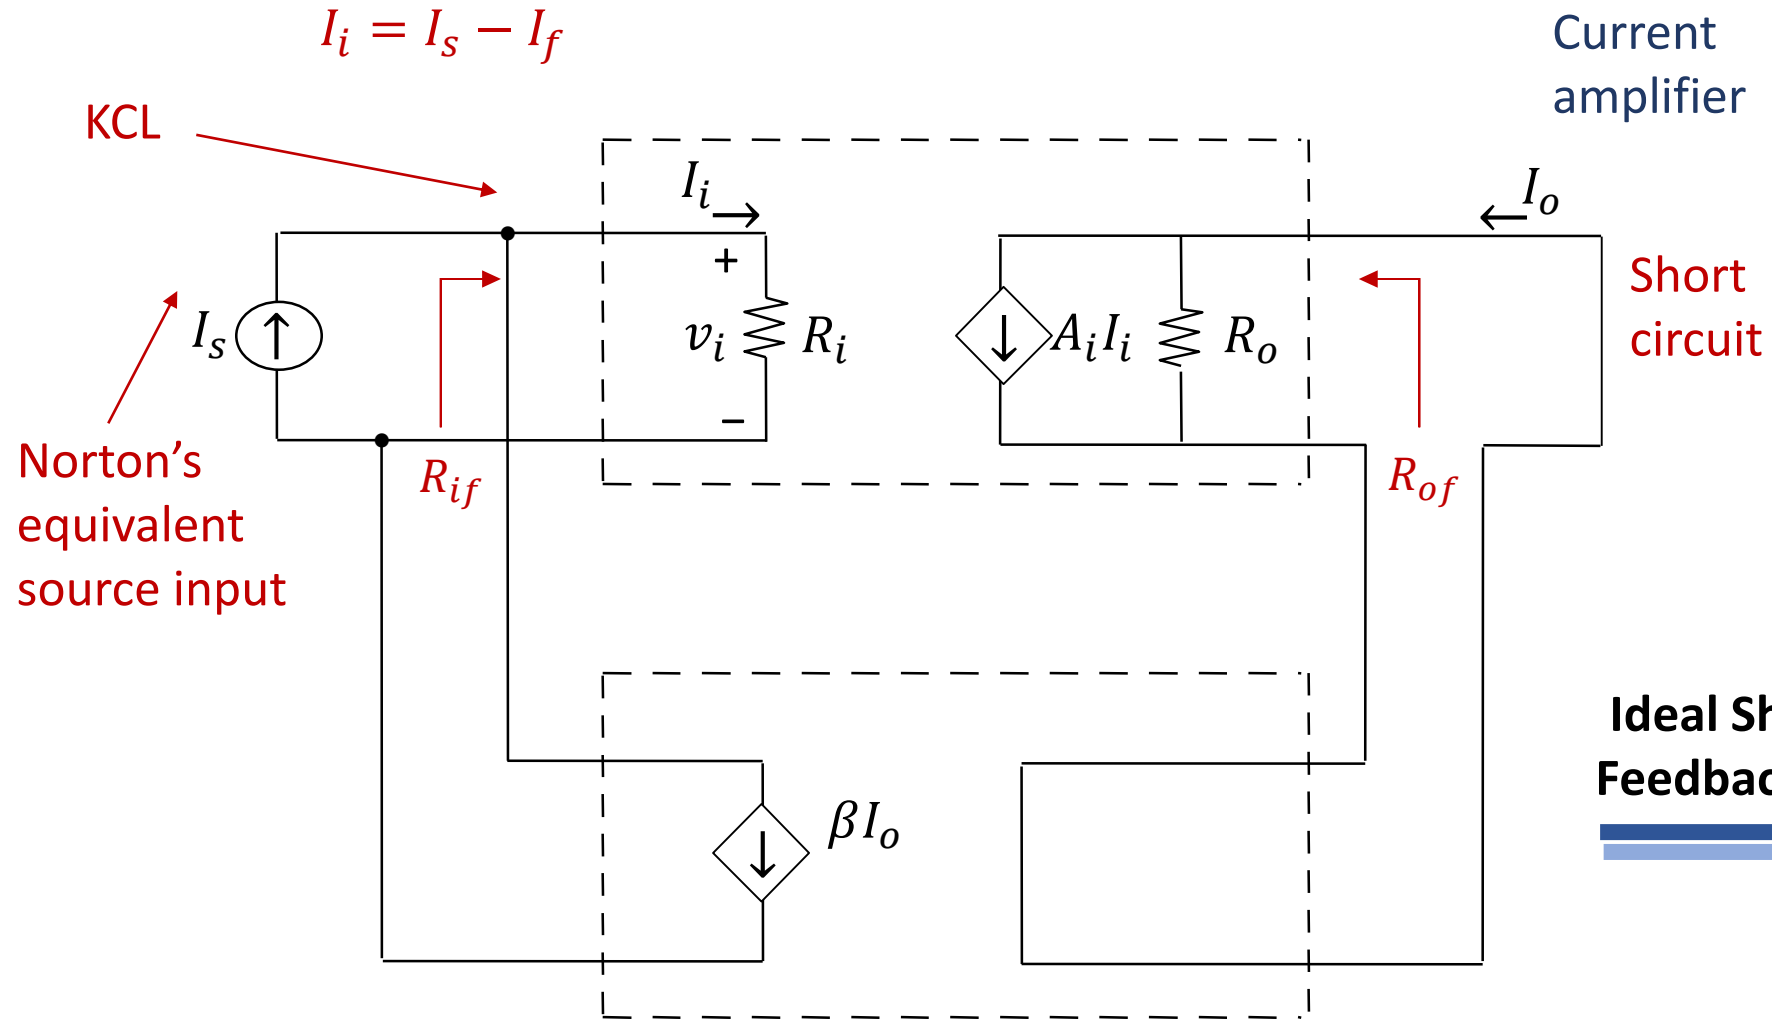 I_i = I_s − I_f
Current
amplifier
KCL
I_i
I_o
+
v_i
−
R_i
I_s
A_i I_i
R_o
Short
circuit
Norton’s
equivalent
source input
R_if
R_of
βI_o
Ideal